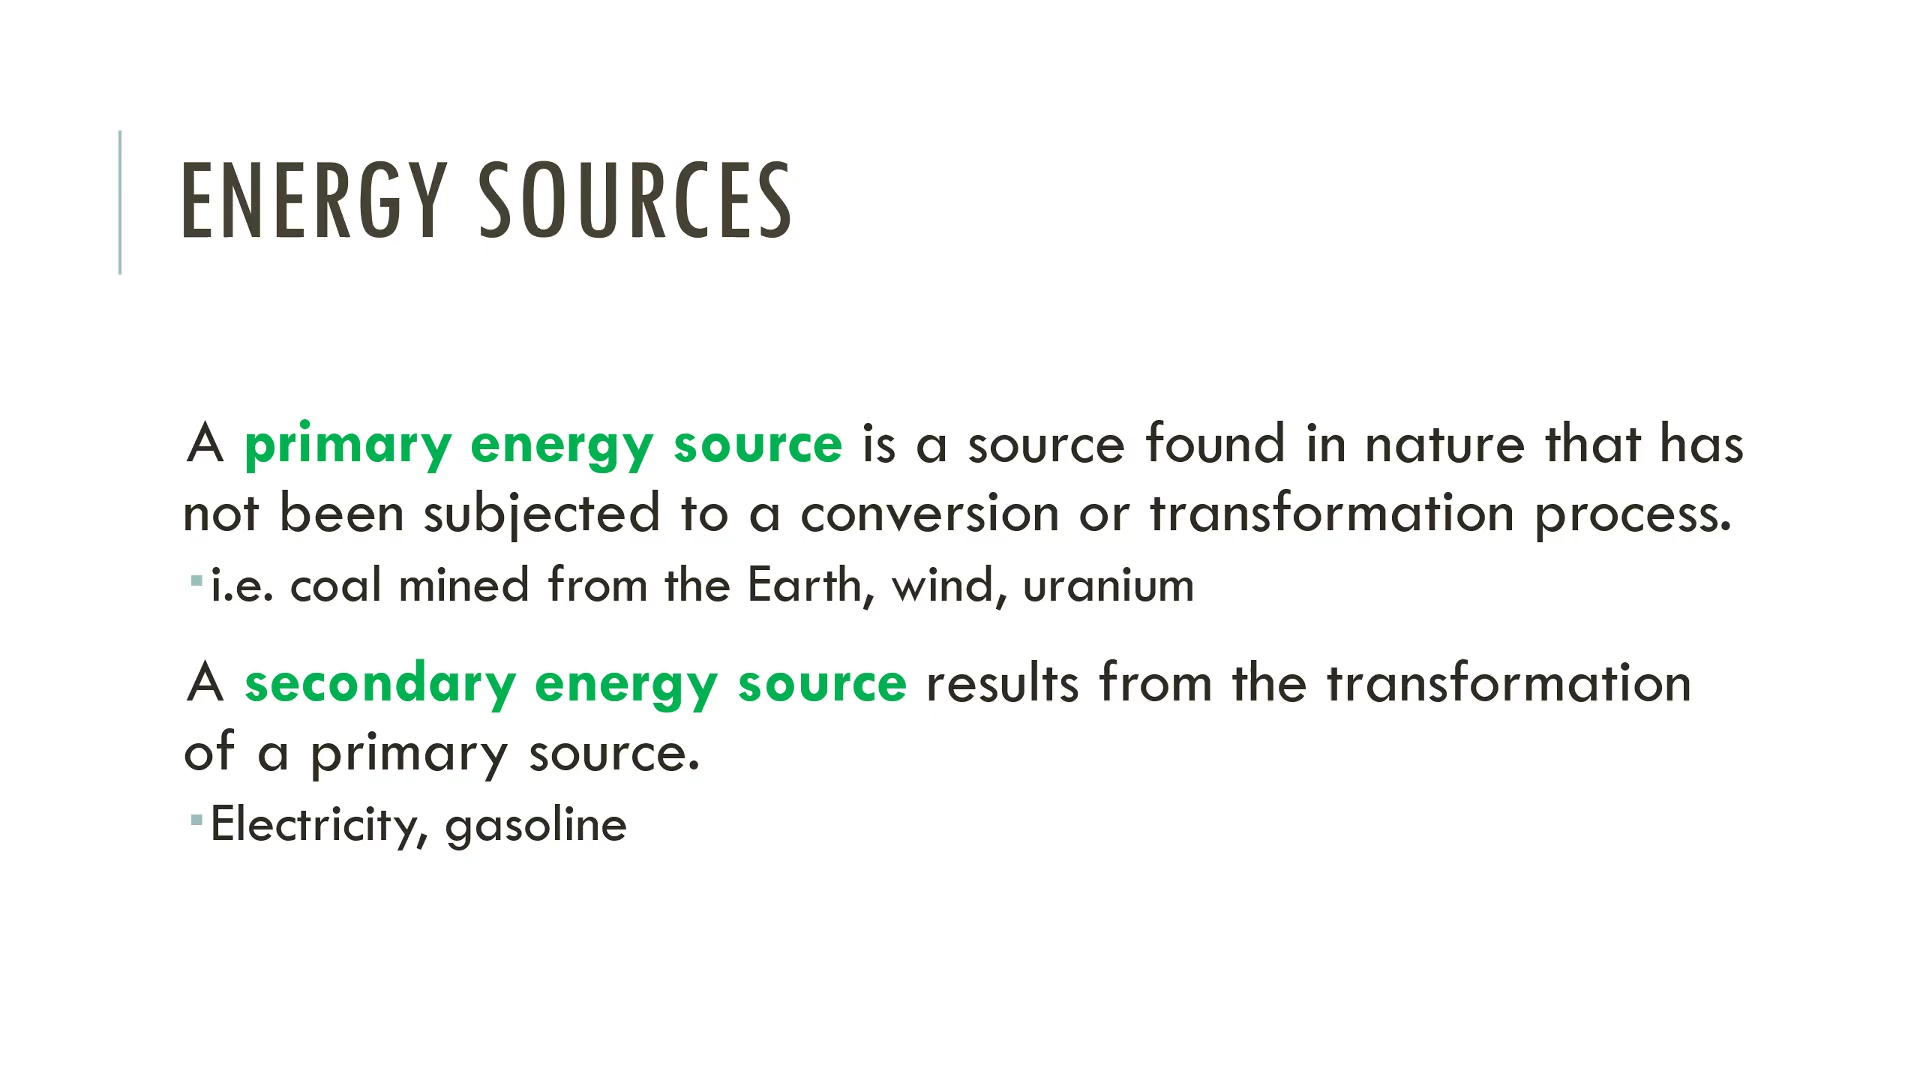 ENERGY SOURCES
A primary energy source is a source found in nature that has
not been subjected to a conversion or transformation process.
▪i.e. coal mined from the Earth, wind, uranium
A secondary energy source results from the transformation
of a primary source.
▪Electricity, gasoline